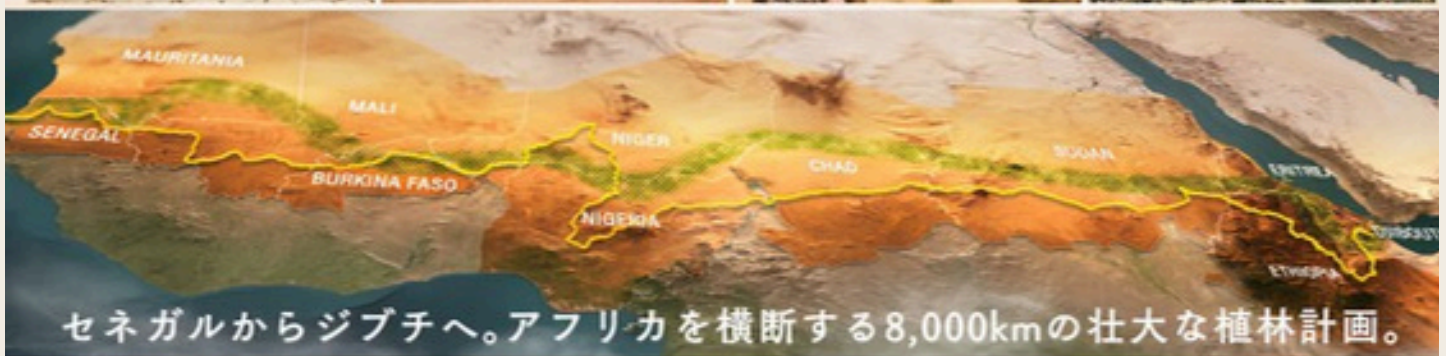 MAURITANIA
MALI
SENEGAL
NIGER
SUDAN
CHAD
ERITREA
BURKINA FASO
NIGERIA
ETHIOPIA
セネガルからジブチへ。アフリカを横断する8,000kmの壮大な植林計画。